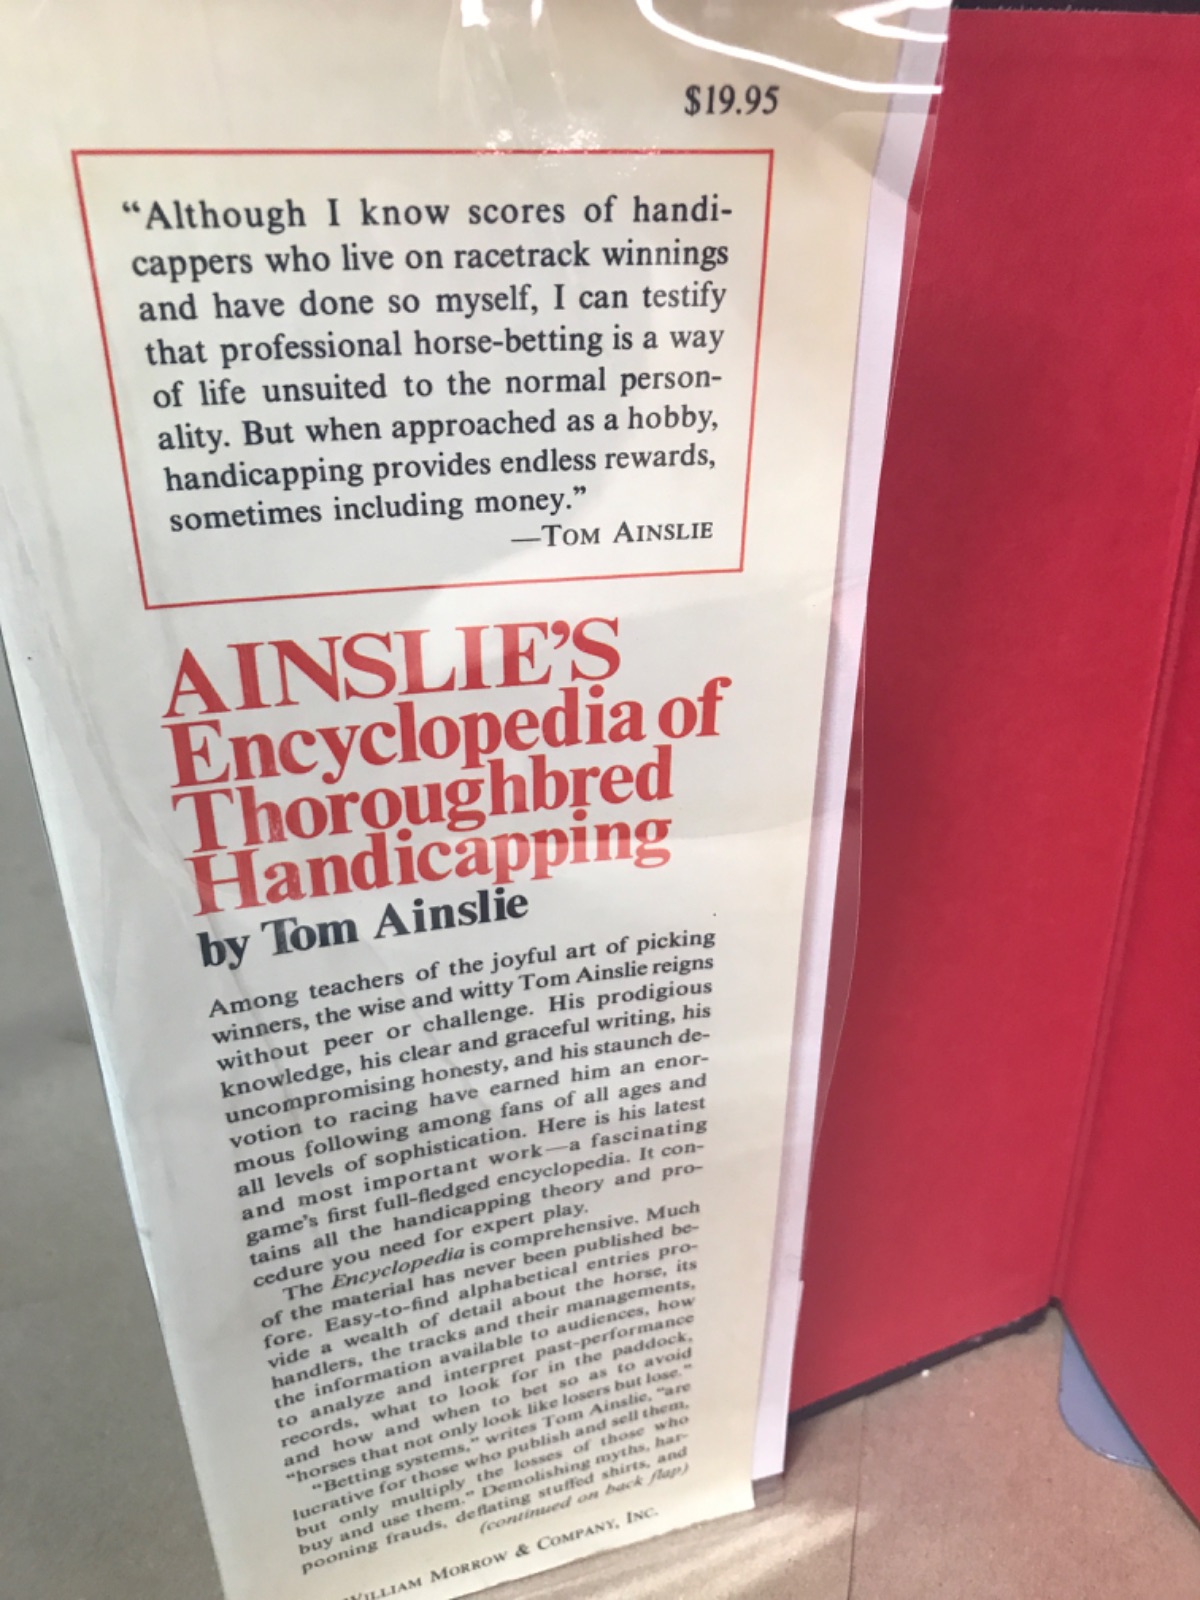 $19.95
“Although I know scores of handi-
cappers who live on racetrack winnings
and have done so myself, I can testify
that professional horse-betting is a way
of life unsuited to the normal person-
ality. But when approached as a hobby,
handicapping provides endless rewards,
sometimes including money.”
—TOM AINSLIE
AINSLIE’S
Encyclopedia of
Thoroughbred
Handicapping
by Tom Ainslie
Among teachers of the joyful art of picking
winners, the wise and witty Tom Ainslie reigns
without peer or challenge. His prodigious
knowledge, his clear and graceful writing, his
uncompromising honesty, and his staunch de-
votion to racing have earned him an enor-
mous following among fans of all ages and
all levels of sophistication. Here is his latest
and most important work—a fascinating
game’s first full-fledged encyclopedia. It con-
tains all the handicapping theory and pro-
cedure you need for expert play.
The Encyclopedia is comprehensive. Much
of the material has never been published be-
fore. Easy-to-find alphabetical entries pro-
vide a wealth of detail about the horse, its
handlers, the tracks and their managements,
the information available to audiences, how
to analyze and interpret past-performance
records, what to look for in the paddock,
and how and when to bet so as to avoid
“horses that not only look like losers but lose.”
“Betting systems,” writes Tom Ainslie, “are
lucrative for those who publish and sell them,
but only multiply the losses of those who
buy and use them.” Demolishing myths, har-
pooning frauds, deflating stuffed shirts, and
(continued on back flap)
WILLIAM MORROW & COMPANY, INC.